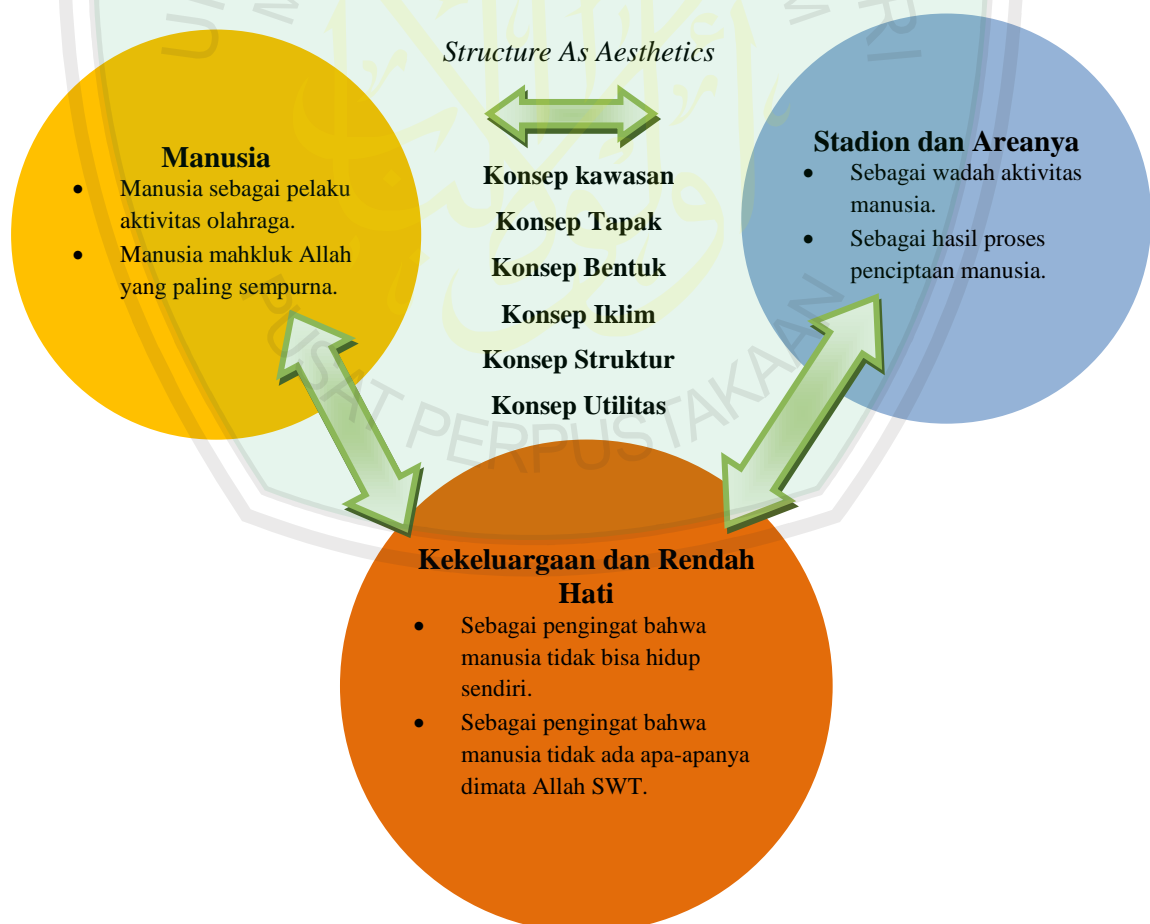 Structure As Aesthetics
Manusia
• Manusia sebagai pelaku
aktivitas olahraga.
• Manusia mahkluk Allah
yang paling sempurna.
Konsep kawasan
Konsep Tapak
Konsep Bentuk
Konsep Iklim
Konsep Struktur
Konsep Utilitas
Stadion dan Areanya
• Sebagai wadah aktivitas
manusia.
• Sebagai hasil proses
penciptaan manusia.
Kekeluargaan dan Rendah
Hati
• Sebagai pengingat bahwa
manusia tidak bisa hidup
sendiri.
• Sebagai pengingat bahwa
manusia tidak ada apa-apanya
dimata Allah SWT.
PUSAT PERPUSTAKAAN